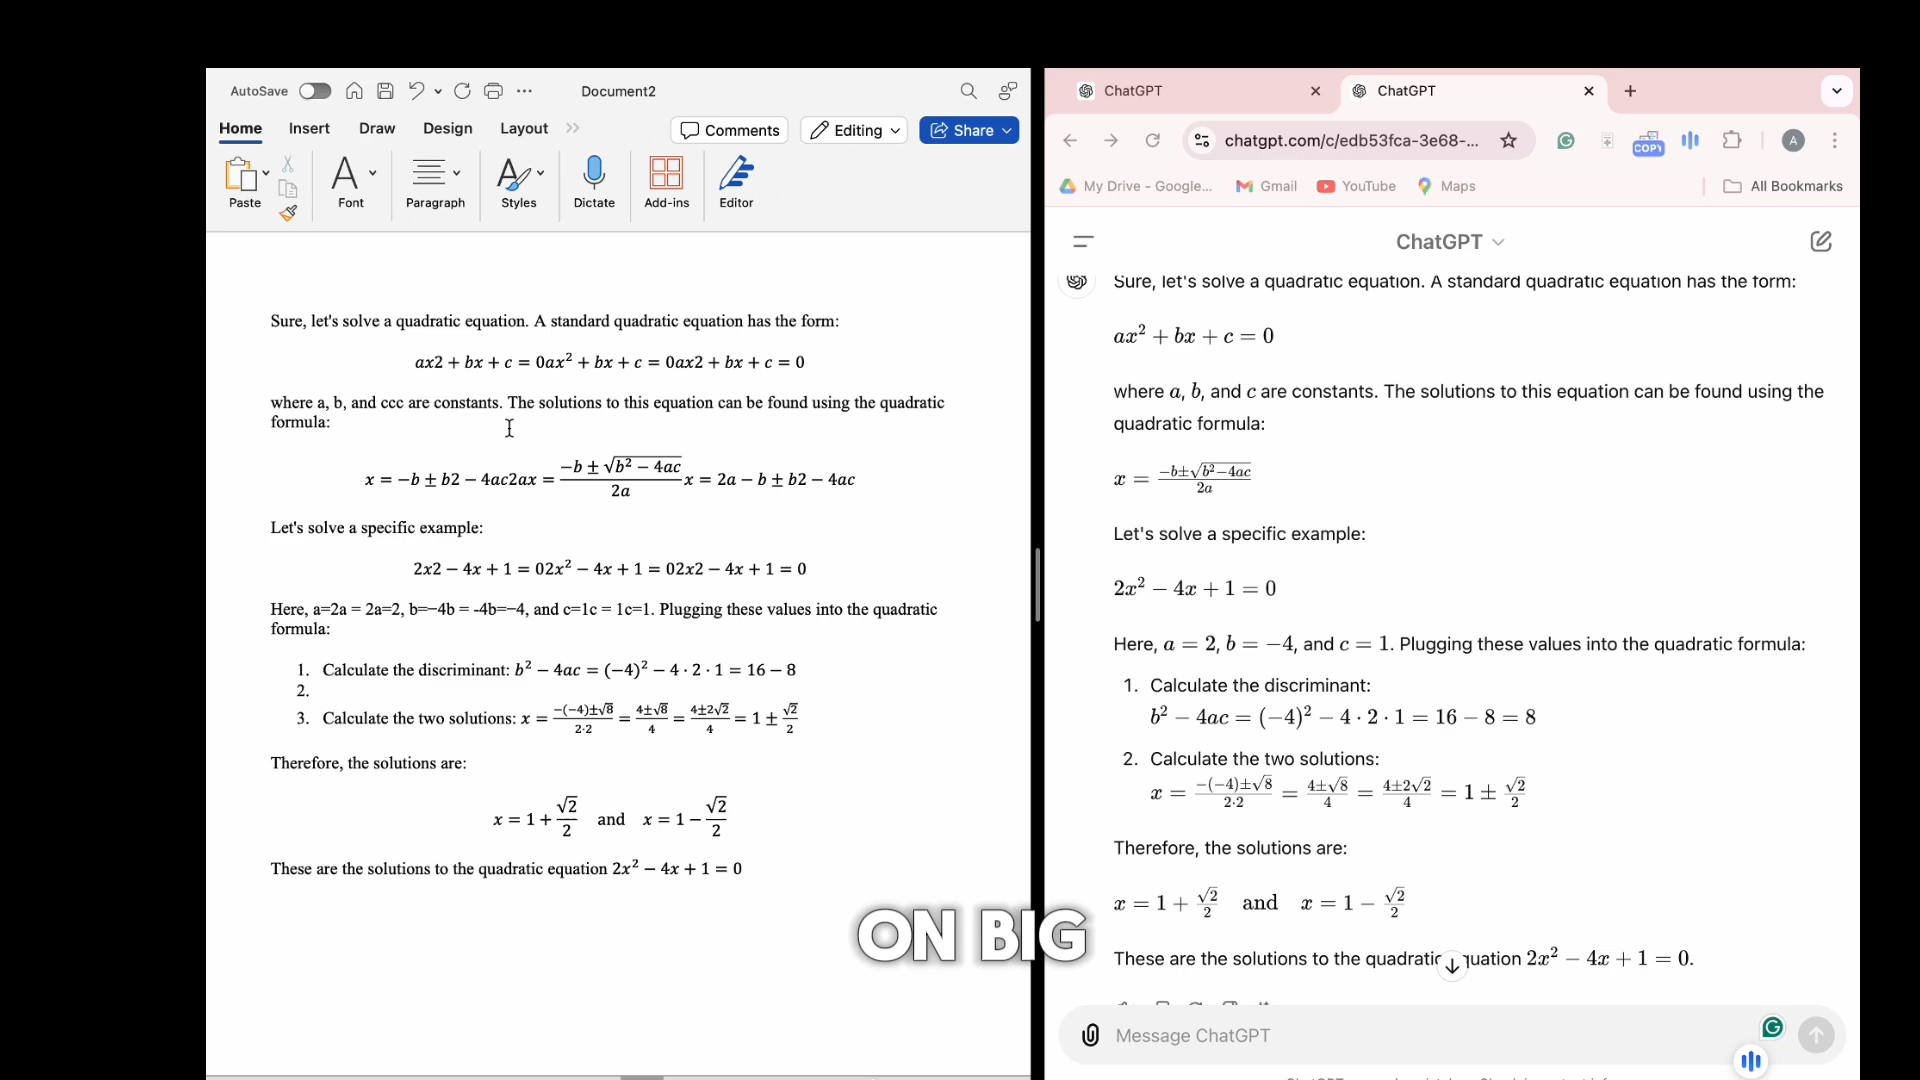 AutoSave
Document2
Home Insert Draw Design Layout
Comments Editing Share
Paste Font Paragraph Styles Dictate Add-ins Editor
Sure, let's solve a quadratic equation. A standard quadratic equation has the form:
ax2 + bx + c = 0ax² + bx + c = 0ax2 + bx + c = 0
where a, b, and ccc are constants. The solutions to this equation can be found using the quadratic
formula:
x = −b ± b2 − 4ac2ax = (−b ± √(b² − 4ac))/(2a) x = 2a − b ± b2 − 4ac
Let's solve a specific example:
2x2 − 4x + 1 = 02x² − 4x + 1 = 02x2 − 4x + 1 = 0
Here, a=2a = 2a=2, b=−4b = -4b=−4, and c=1c = 1c=1. Plugging these values into the quadratic
formula:
1. Calculate the discriminant: b² − 4ac = (−4)² − 4 · 2 · 1 = 16 − 8
2.
3. Calculate the two solutions: x = (−(−4)±√8)/(2·2) = (4±√8)/4 = (4±2√2)/4 = 1 ± √2/2
Therefore, the solutions are:
x = 1 + √2/2 and x = 1 − √2/2
These are the solutions to the quadratic equation 2x² − 4x + 1 = 0
ChatGPT ChatGPT
chatgpt.com/c/edb53fca-3e68-...
COPY
A
My Drive - Google... Gmail YouTube Maps All Bookmarks
ChatGPT
Sure, let's solve a quadratic equation. A standard quadratic equation has the form:
ax² + bx + c = 0
where a, b, and c are constants. The solutions to this equation can be found using the
quadratic formula:
x = (−b±√(b²−4ac))/(2a)
Let's solve a specific example:
2x² − 4x + 1 = 0
Here, a = 2, b = −4, and c = 1. Plugging these values into the quadratic formula:
1. Calculate the discriminant:
b² − 4ac = (−4)² − 4 · 2 · 1 = 16 − 8 = 8
2. Calculate the two solutions:
x = (−(−4)±√8)/(2·2) = (4±√8)/4 = (4±2√2)/4 = 1 ± √2/2
Therefore, the solutions are:
x = 1 + √2/2 and x = 1 − √2/2
These are the solutions to the quadratic quation 2x² − 4x + 1 = 0.
Message ChatGPT
ON BIG